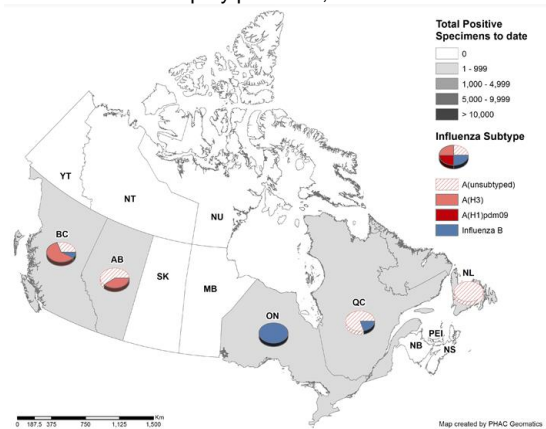 Total Positive
Specimens to date
0
1 - 999
1,000 - 4,999
5,000 - 9,999
> 10,000
Influenza Subtype
A(unsubtyped)
A(H3)
A(H1)pdm09
Influenza B
YT
NT
NU
BC
AB
SK
MB
ON
QC
NL
PEI
NB
NS
Km
0 187.5 375 750 1,125 1,500
Map created by PHAC Geomatics